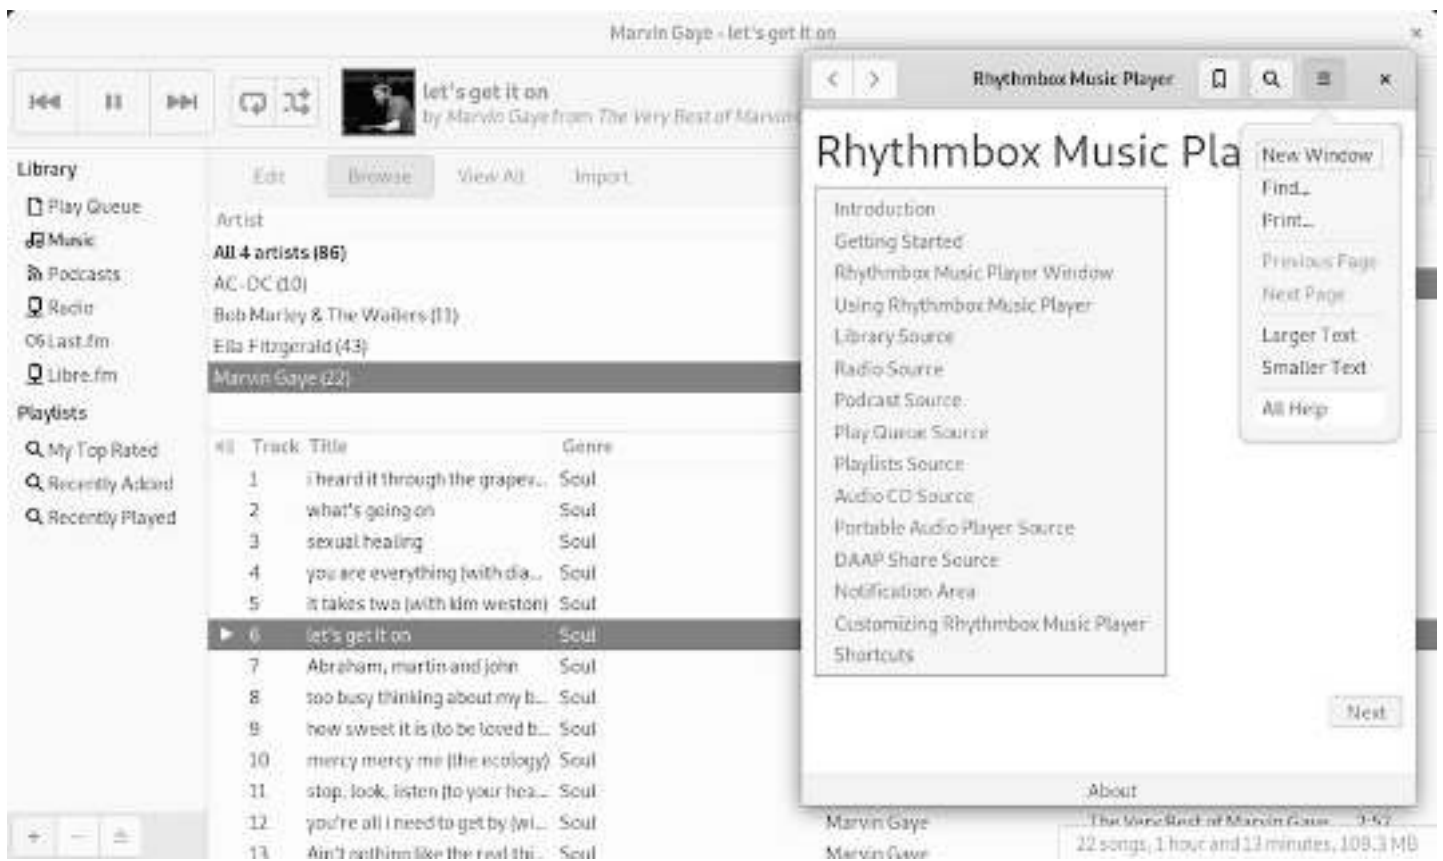 Marvin Gaye - let's get it on
let's get it on
by Marvin Gaye from The Very Best of Marvin
Library
Play Queue
Music
Podcasts
Radio
Last.fm
Libre.fm
Playlists
My Top Rated
Recently Added
Recently Played
Edit Browse View All Import
Artist
All 4 artists (86)
AC-DC (10)
Bob Marley & The Wailers (11)
Ella Fitzgerald (43)
Marvin Gaye (22)
Track Title Genre
1 i heard it through the grapev... Soul
2 what's going on Soul
3 sexual healing Soul
4 you are everything (with dia... Soul
5 it takes two (with kim weston) Soul
6 let's get it on Soul
7 Abraham, martin and john Soul
8 too busy thinking about my b... Soul
9 how sweet it is (to be loved b... Soul
10 mercy mercy me (the ecology) Soul
11 stop, look, listen (to your hea... Soul
12 you're all i need to get by (wi... Soul Marvin Gaye The Very Best of Marvin Gaye 2:57
13 Ain't nothing like the real thi... Soul Marvin Gaye
22 songs, 1 hour and 13 minutes, 109.3 MB
Rhythmbox Music Player
Rhythmbox Music Pla
Introduction
Getting Started
Rhythmbox Music Player Window
Using Rhythmbox Music Player
Library Source
Radio Source
Podcast Source
Play Queue Source
Playlists Source
Audio CD Source
Portable Audio Player Source
DAAP Share Source
Notification Area
Customizing Rhythmbox Music Player
Shortcuts
New Window
Find...
Print...
Previous Page
Next Page
Larger Text
Smaller Text
All Help
Next
About